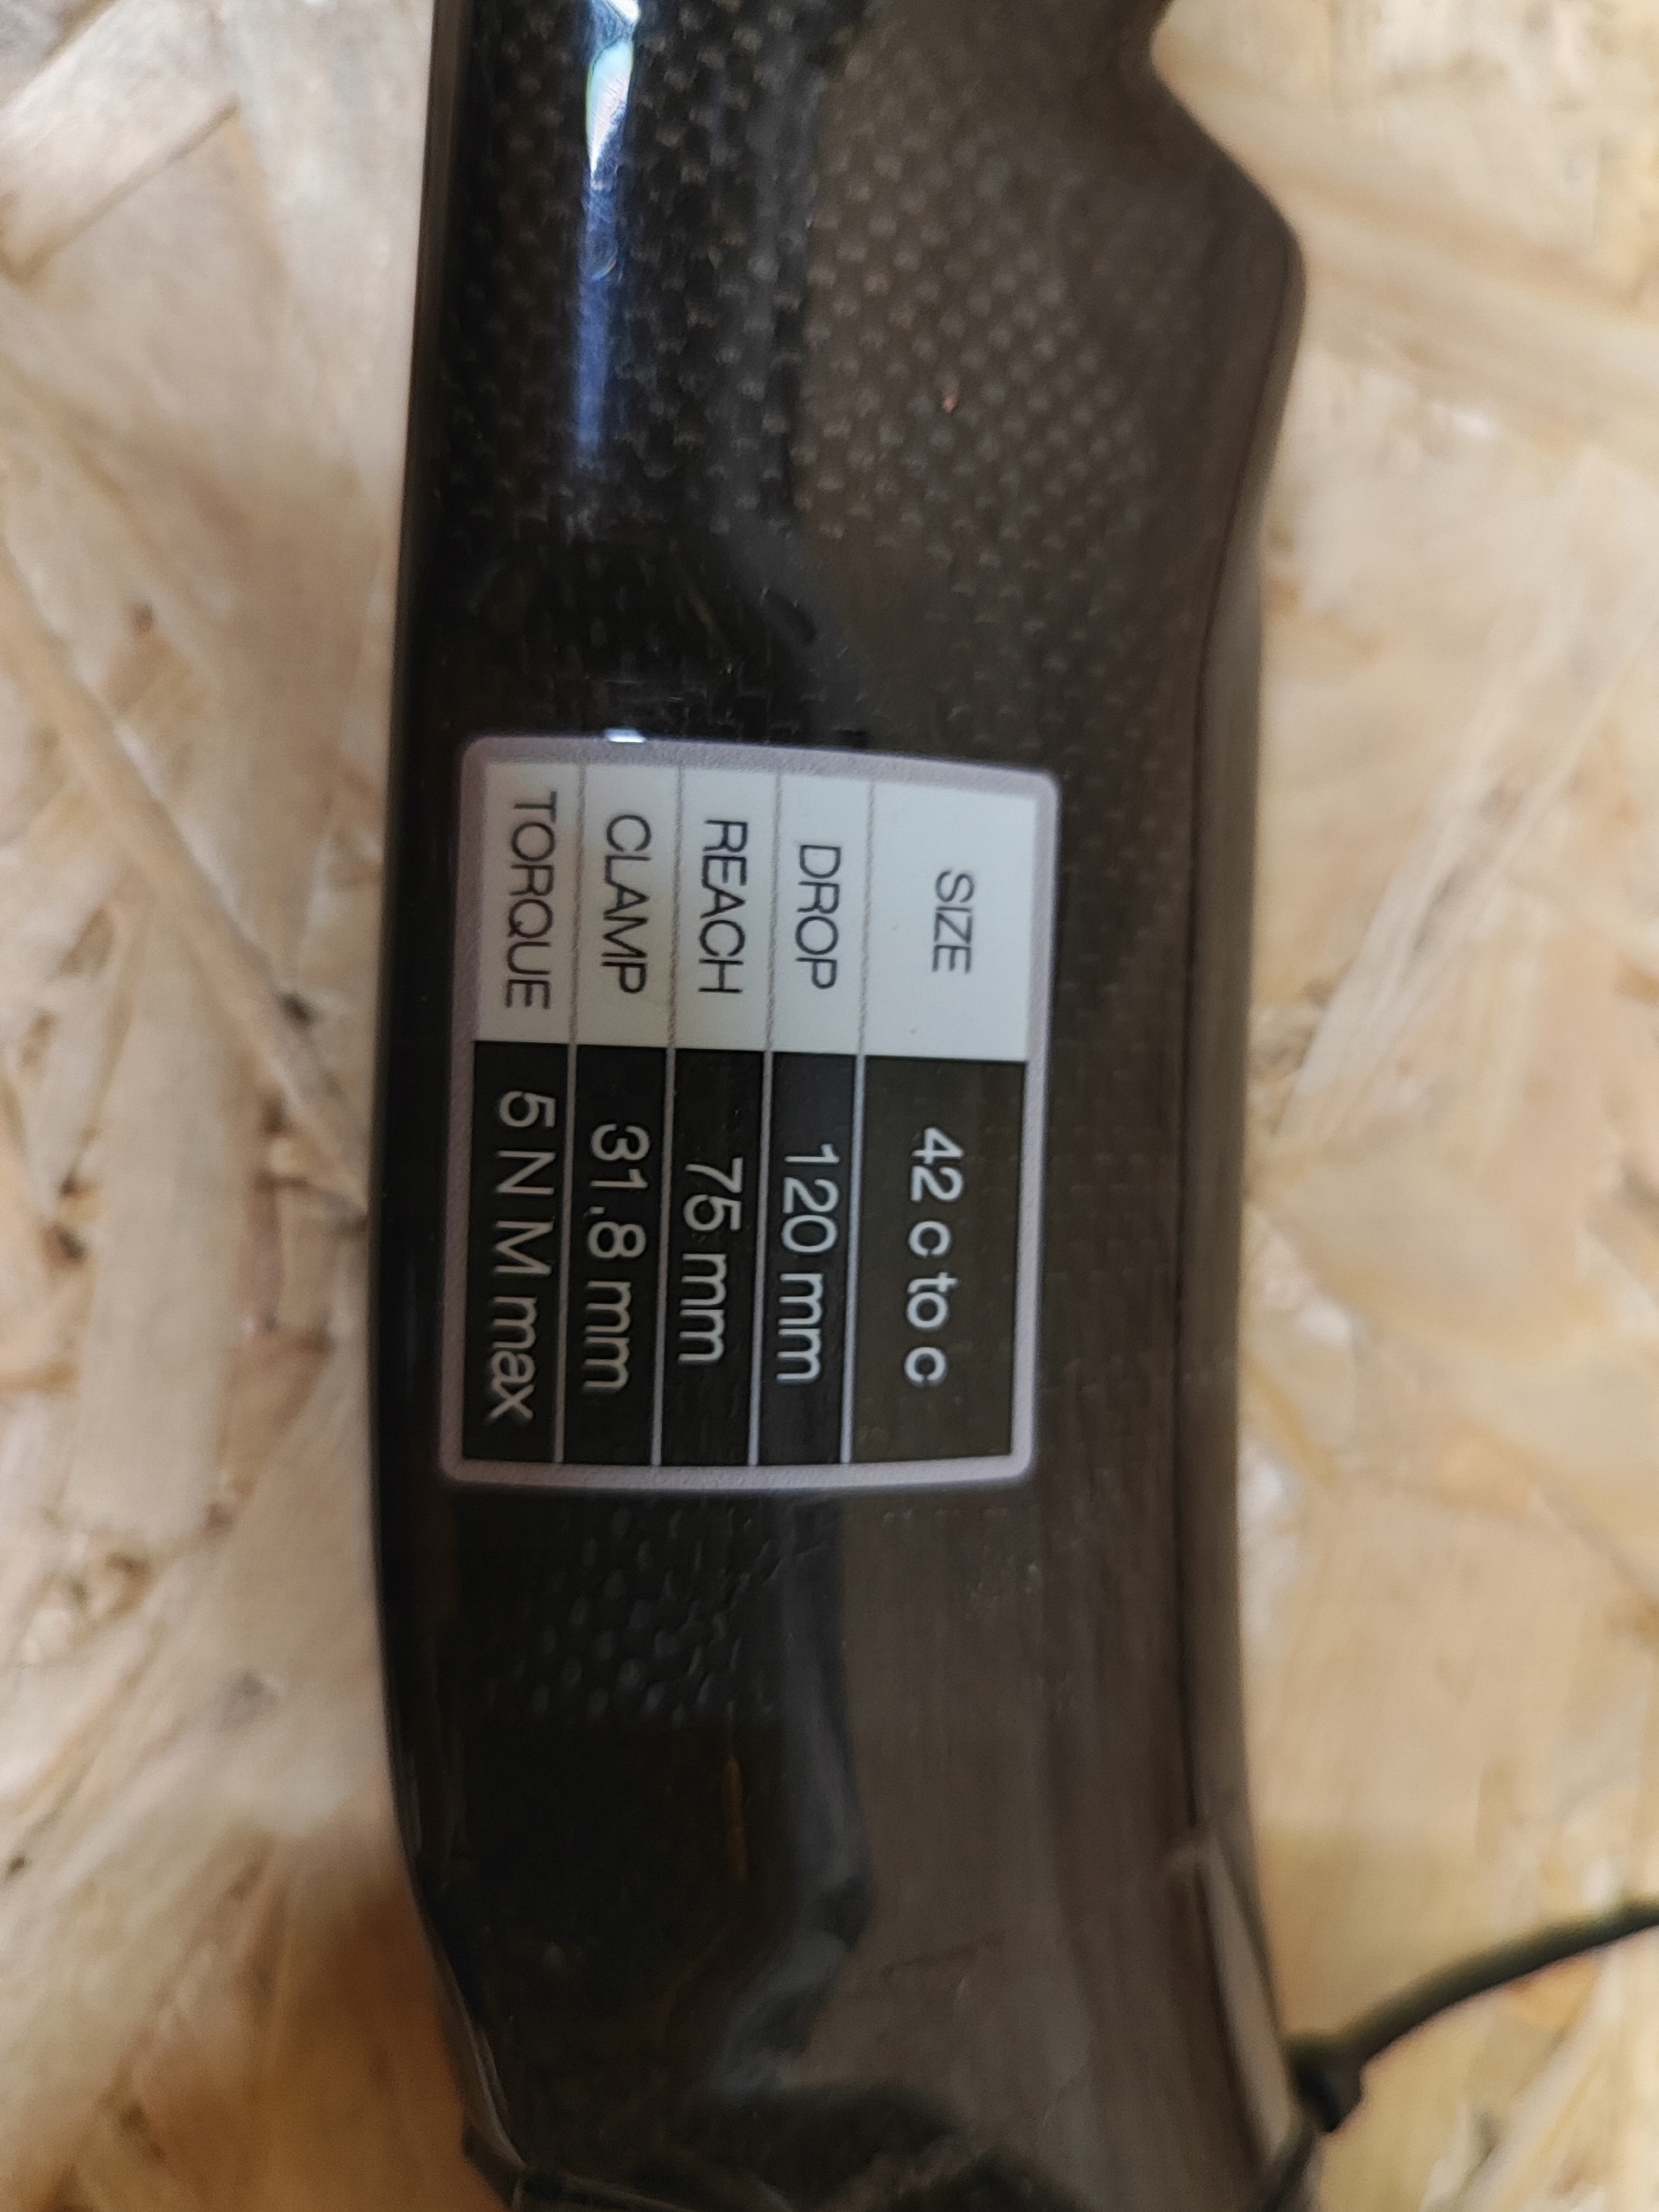 SIZE 42 c to c
DROP 120 mm
REACH 75 mm
CLAMP 31.8 mm
TORQUE 5 N M max